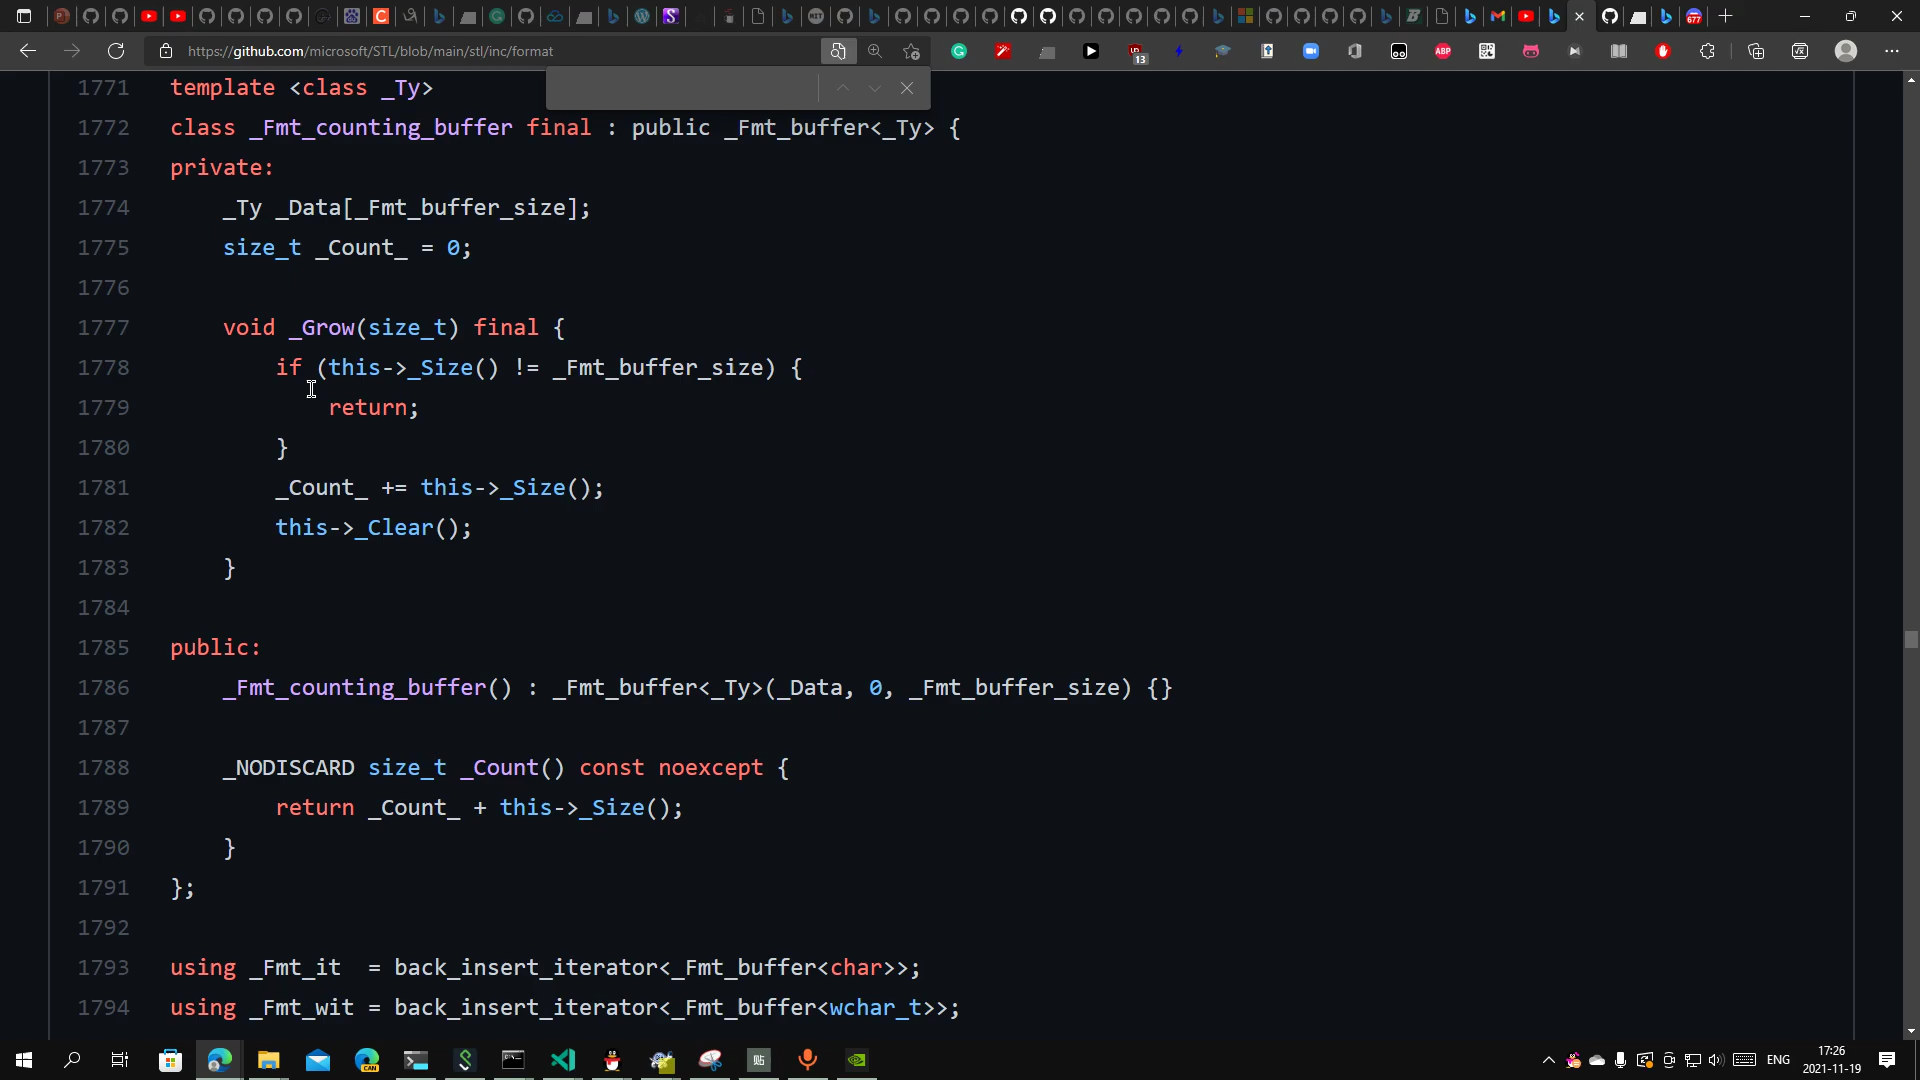 https://github.com/microsoft/STL/blob/main/stl/inc/format
13
ABP
677
1771 template <class _Ty>
1772 class _Fmt_counting_buffer final : public _Fmt_buffer<_Ty> {
1773 private:
1774 _Ty _Data[_Fmt_buffer_size];
1775 size_t _Count_ = 0;
1776
1777 void _Grow(size_t) final {
1778 if (this->_Size() != _Fmt_buffer_size) {
1779 return;
1780 }
1781 _Count_ += this->_Size();
1782 this->_Clear();
1783 }
1784
1785 public:
1786 _Fmt_counting_buffer() : _Fmt_buffer<_Ty>(_Data, 0, _Fmt_buffer_size) {}
1787
1788 _NODISCARD size_t _Count() const noexcept {
1789 return _Count_ + this->_Size();
1790 }
1791 };
1792
1793 using _Fmt_it  = back_insert_iterator<_Fmt_buffer<char>>;
1794 using _Fmt_wit = back_insert_iterator<_Fmt_buffer<wchar_t>>;
CAN
ENG
17:26
2021-11-19